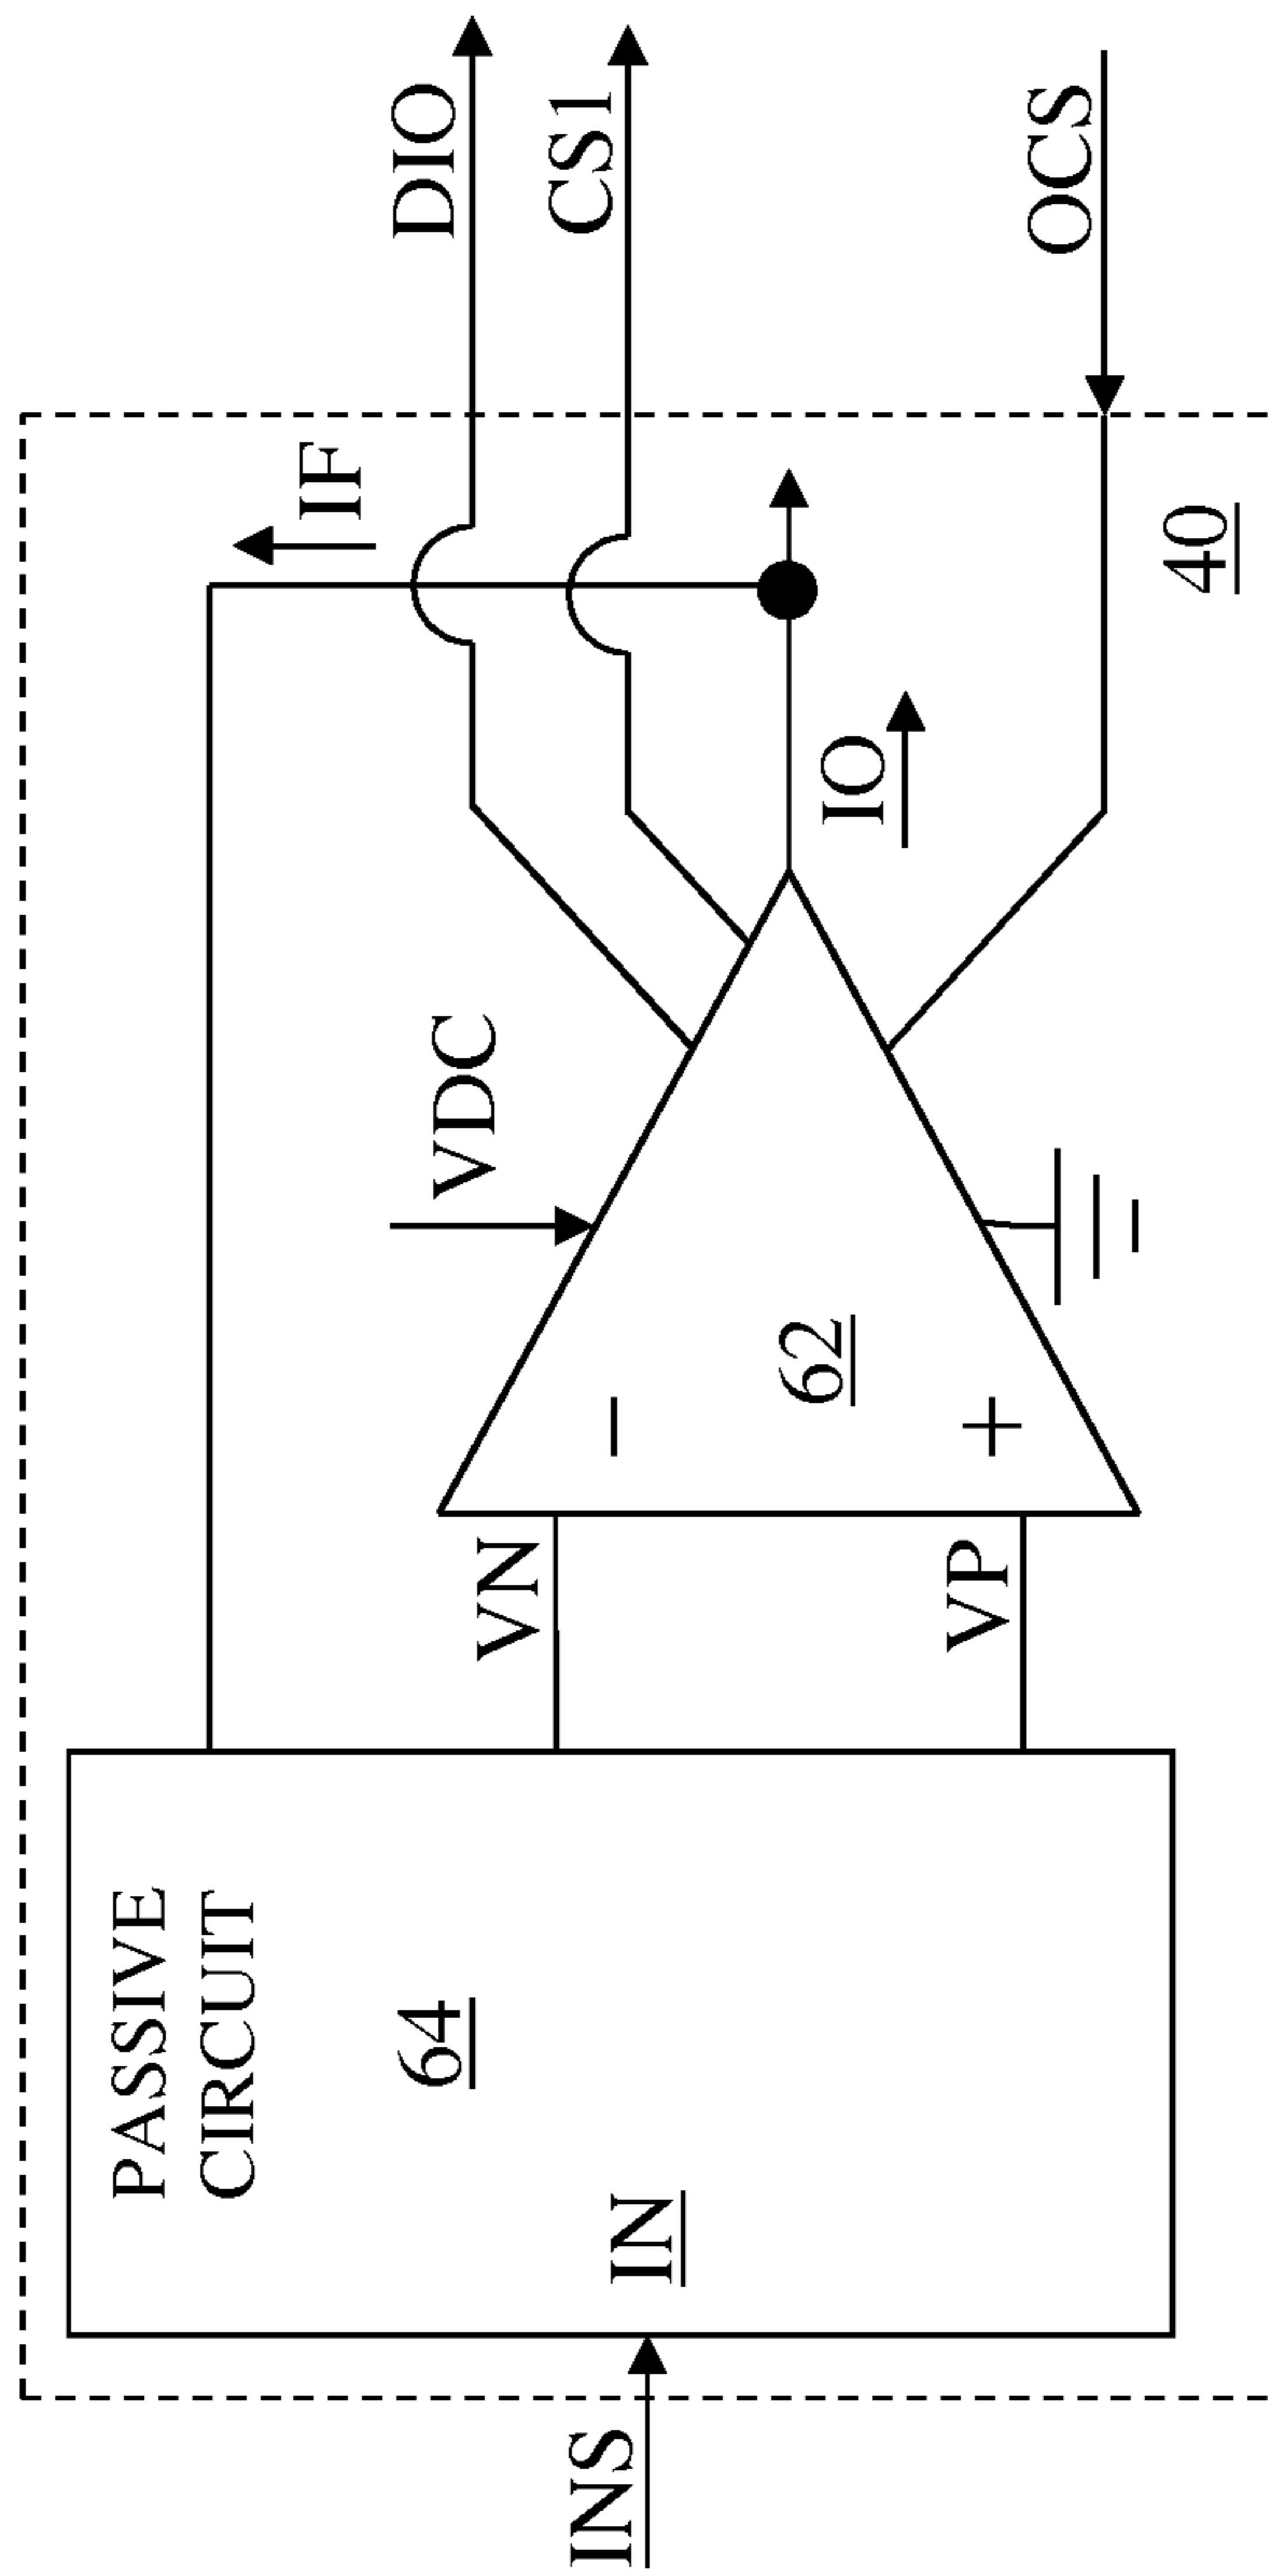 DIO
IF
CS1
PASSIVE
CIRCUIT
VDC
64
VN
IN
INS
62
IO
−
+
VP
OCS
40